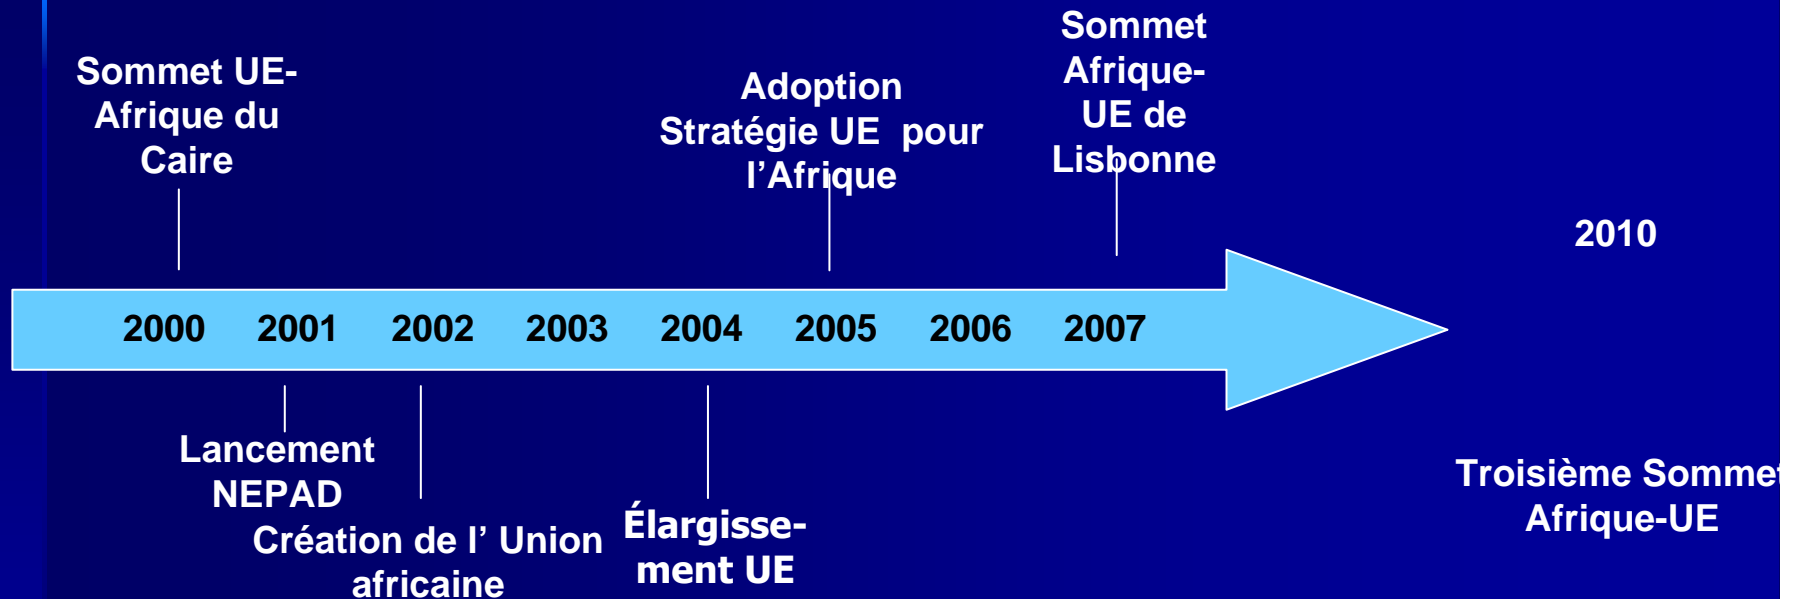 Sommet UE-
Afrique du
Caire
Adoption
Stratégie UE pour
l’Afrique
Sommet
Afrique-
UE de
Lisbonne
2010
2000 2001 2002 2003 2004 2005 2006 2007
Lancement
NEPAD
Création de l’ Union
africaine
Élargisse-
ment UE
Troisième Sommet
Afrique-UE